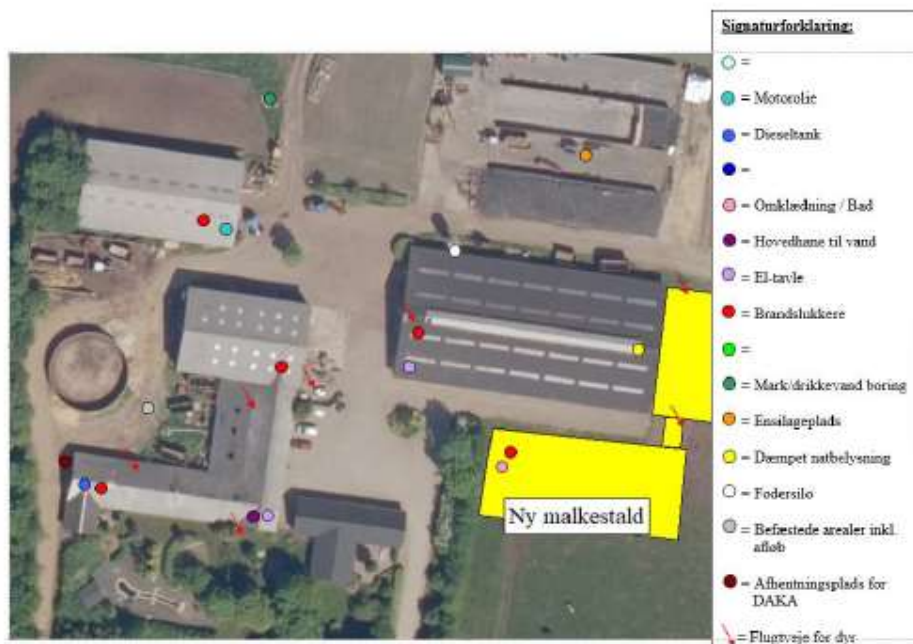 Signaturforklaring:
=
= Motorolie
= Dieseltank
=
= Omklædning / Bad
= Hovedhane til vand
= El-tavle
= Brandslukkere
=
= Mark/drikkevand boring
= Ensilageplads
= Dæmpet natbelysning
= Fodersilo
= Befæstede arealer inkl.
afløb
= Afhentningsplads for
DAKA
= Flugtveje for dyr
Ny malkestald